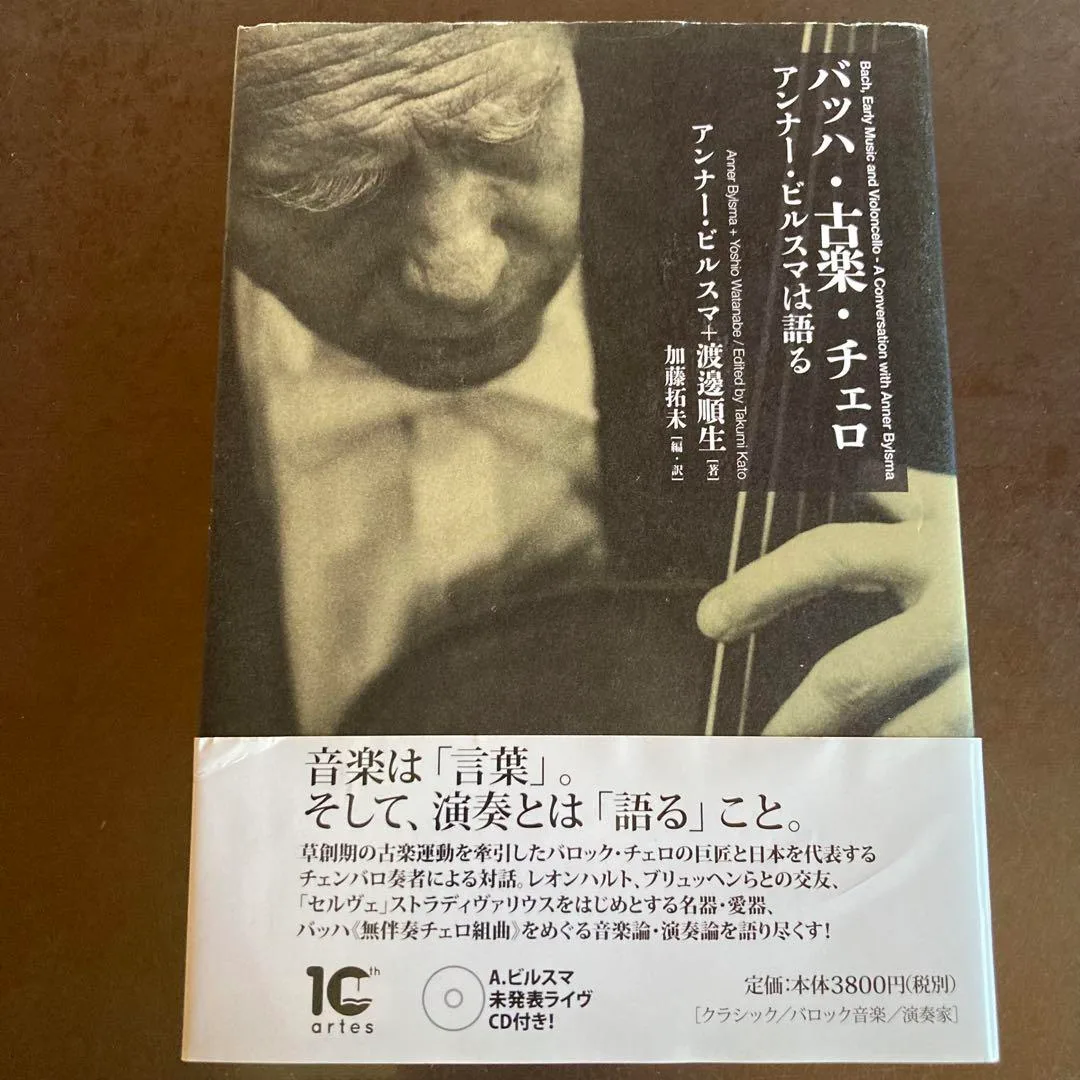 Bach, Early Music and Violoncello - A Conversation with Anner Bylsma
バッハ・古楽・チェロ
アンナー・ビルスマは語る
Anner Bylsma + Yoshio Watanabe / Edited by Takumi Kato
アンナー・ビルスマ+渡邊順生[著]
加藤拓未[編・訳]
音楽は「言葉」。
そして、演奏とは「語る」こと。
草創期の古楽運動を牽引したバロック・チェロの巨匠と日本を代表する
チェンバロ奏者による対話。レオンハルト、ブリュッヘンらとの交友、
「セルヴェ」ストラディヴァリウスをはじめとする名器・愛器、
バッハ《無伴奏チェロ組曲》をめぐる音楽論・演奏論を語り尽くす!
10th
artes
A.ビルスマ
未発表ライヴ
CD付き!
定価:本体3800円(税別)
[クラシック/バロック音楽/演奏家]